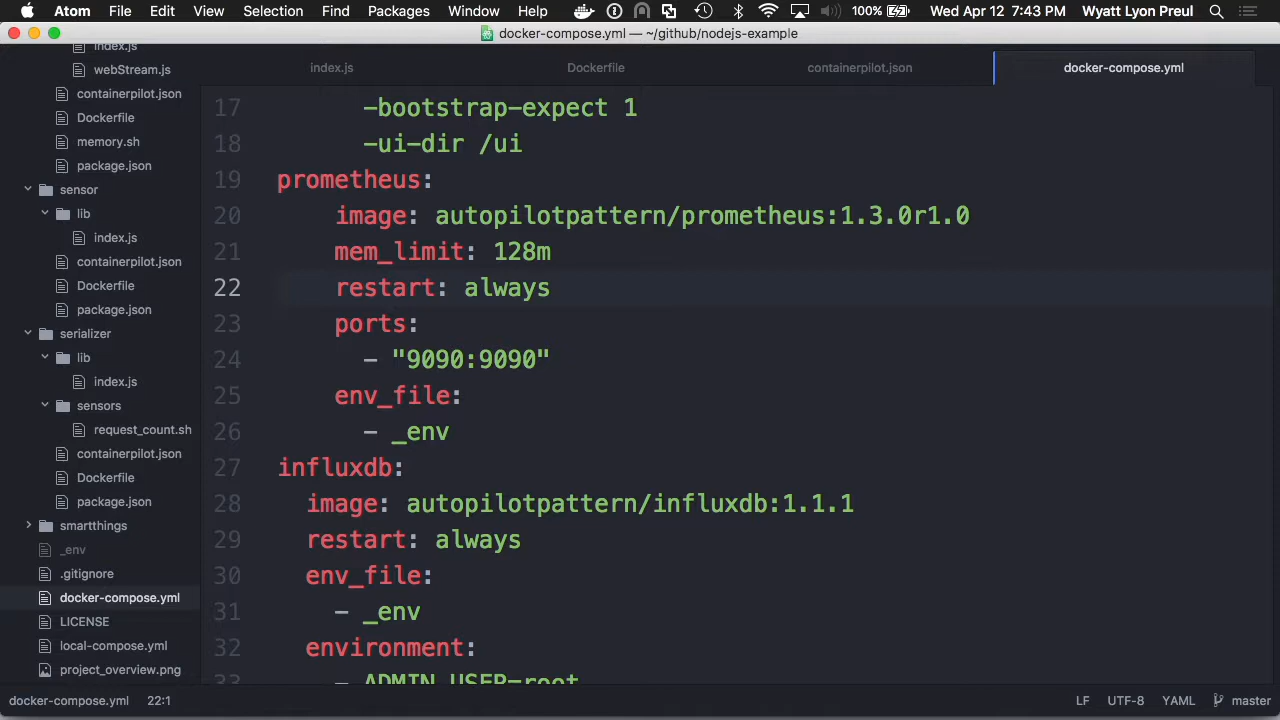 Atom File Edit View Selection Find Packages Window Help 100% Wed Apr 12 7:43 PM Wyatt Lyon Preul
docker-compose.yml — ~/github/nodejs-example
index.js Dockerfile containerpilot.json docker-compose.yml
index.js
webStream.js
containerpilot.json
Dockerfile
memory.sh
package.json
sensor
lib
index.js
containerpilot.json
Dockerfile
package.json
serializer
lib
index.js
sensors
request_count.sh
containerpilot.json
Dockerfile
package.json
smartthings
_env
.gitignore
docker-compose.yml
LICENSE
local-compose.yml
project_overview.png
17 -bootstrap-expect 1
18 -ui-dir /ui
19 prometheus:
20 image: autopilotpattern/prometheus:1.3.0r1.0
21 mem_limit: 128m
22 restart: always
23 ports:
24 - "9090:9090"
25 env_file:
26 - _env
27 influxdb:
28 image: autopilotpattern/influxdb:1.1.1
29 restart: always
30 env_file:
31 - _env
32 environment:
33 - ADMIN_USER=root
docker-compose.yml 22:1 LF UTF-8 YAML master